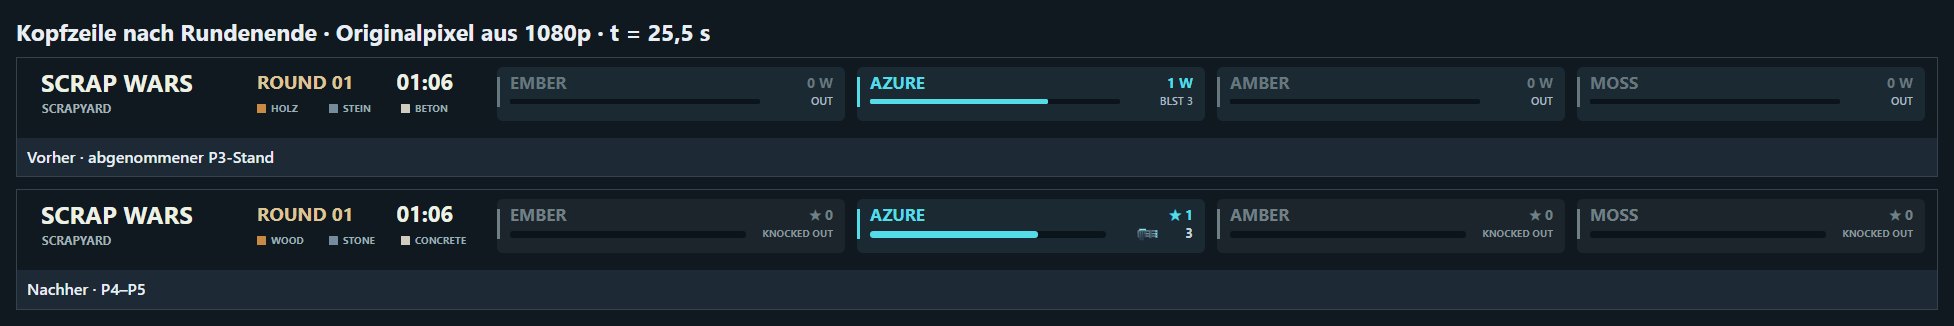 Kopfzeile nach Rundenende · Originalpixel aus 1080p · t = 25,5 s
SCRAP WARS ROUND 01 01:06 EMBER 0 W AZURE 1 W AMBER 0 W MOSS 0 W
SCRAPYARD HOLZ STEIN BETON OUT BLST 3 OUT OUT
Vorher · abgenommener P3-Stand
SCRAP WARS ROUND 01 01:06 EMBER ★ 0 AZURE ★ 1 AMBER ★ 0 MOSS ★ 0
SCRAPYARD WOOD STONE CONCRETE KNOCKED OUT 3 KNOCKED OUT KNOCKED OUT
Nachher · P4–P5